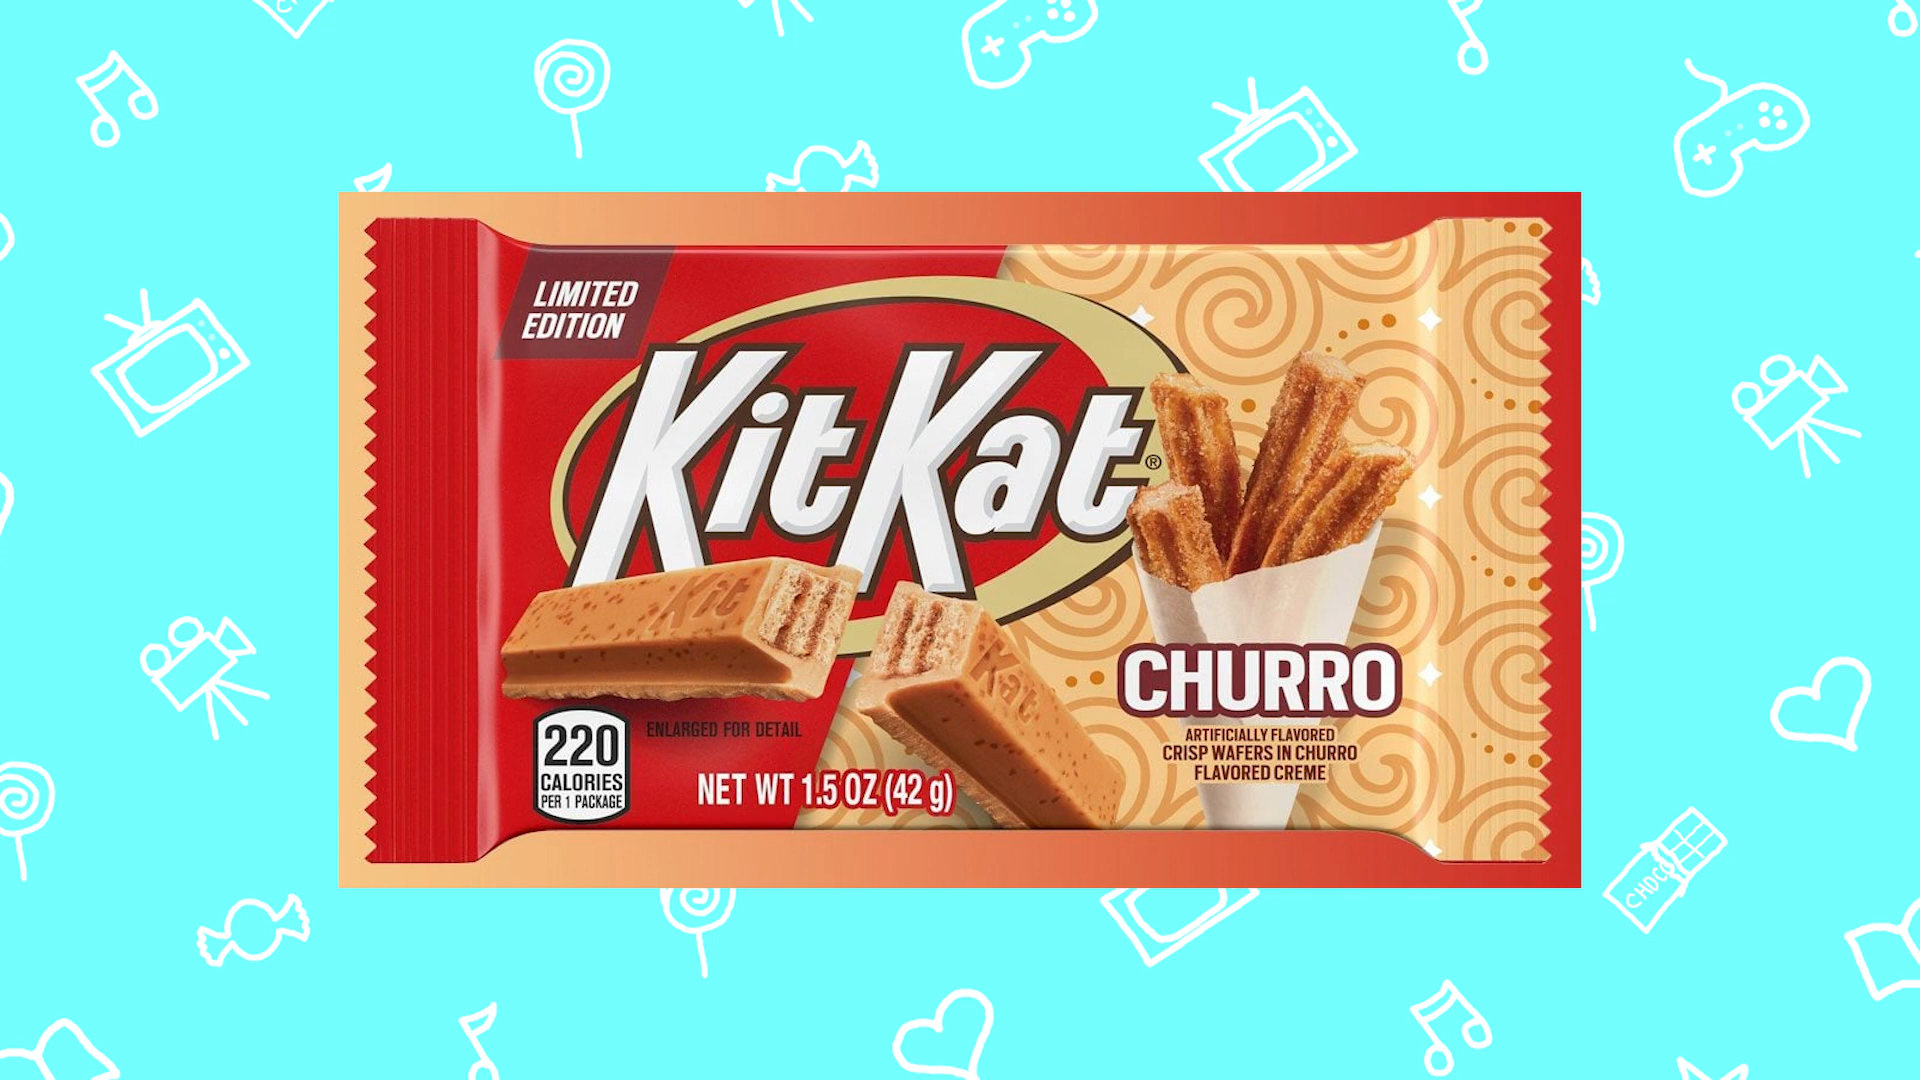 LIMITED
EDITION
KitKat®
Kit
Kat
CHURRO
ARTIFICIALLY FLAVORED
CRISP WAFERS IN CHURRO
FLAVORED CREME
220
CALORIES
PER 1 PACKAGE
ENLARGED FOR DETAIL
NET WT 1.5 OZ (42 g)
CHOCO